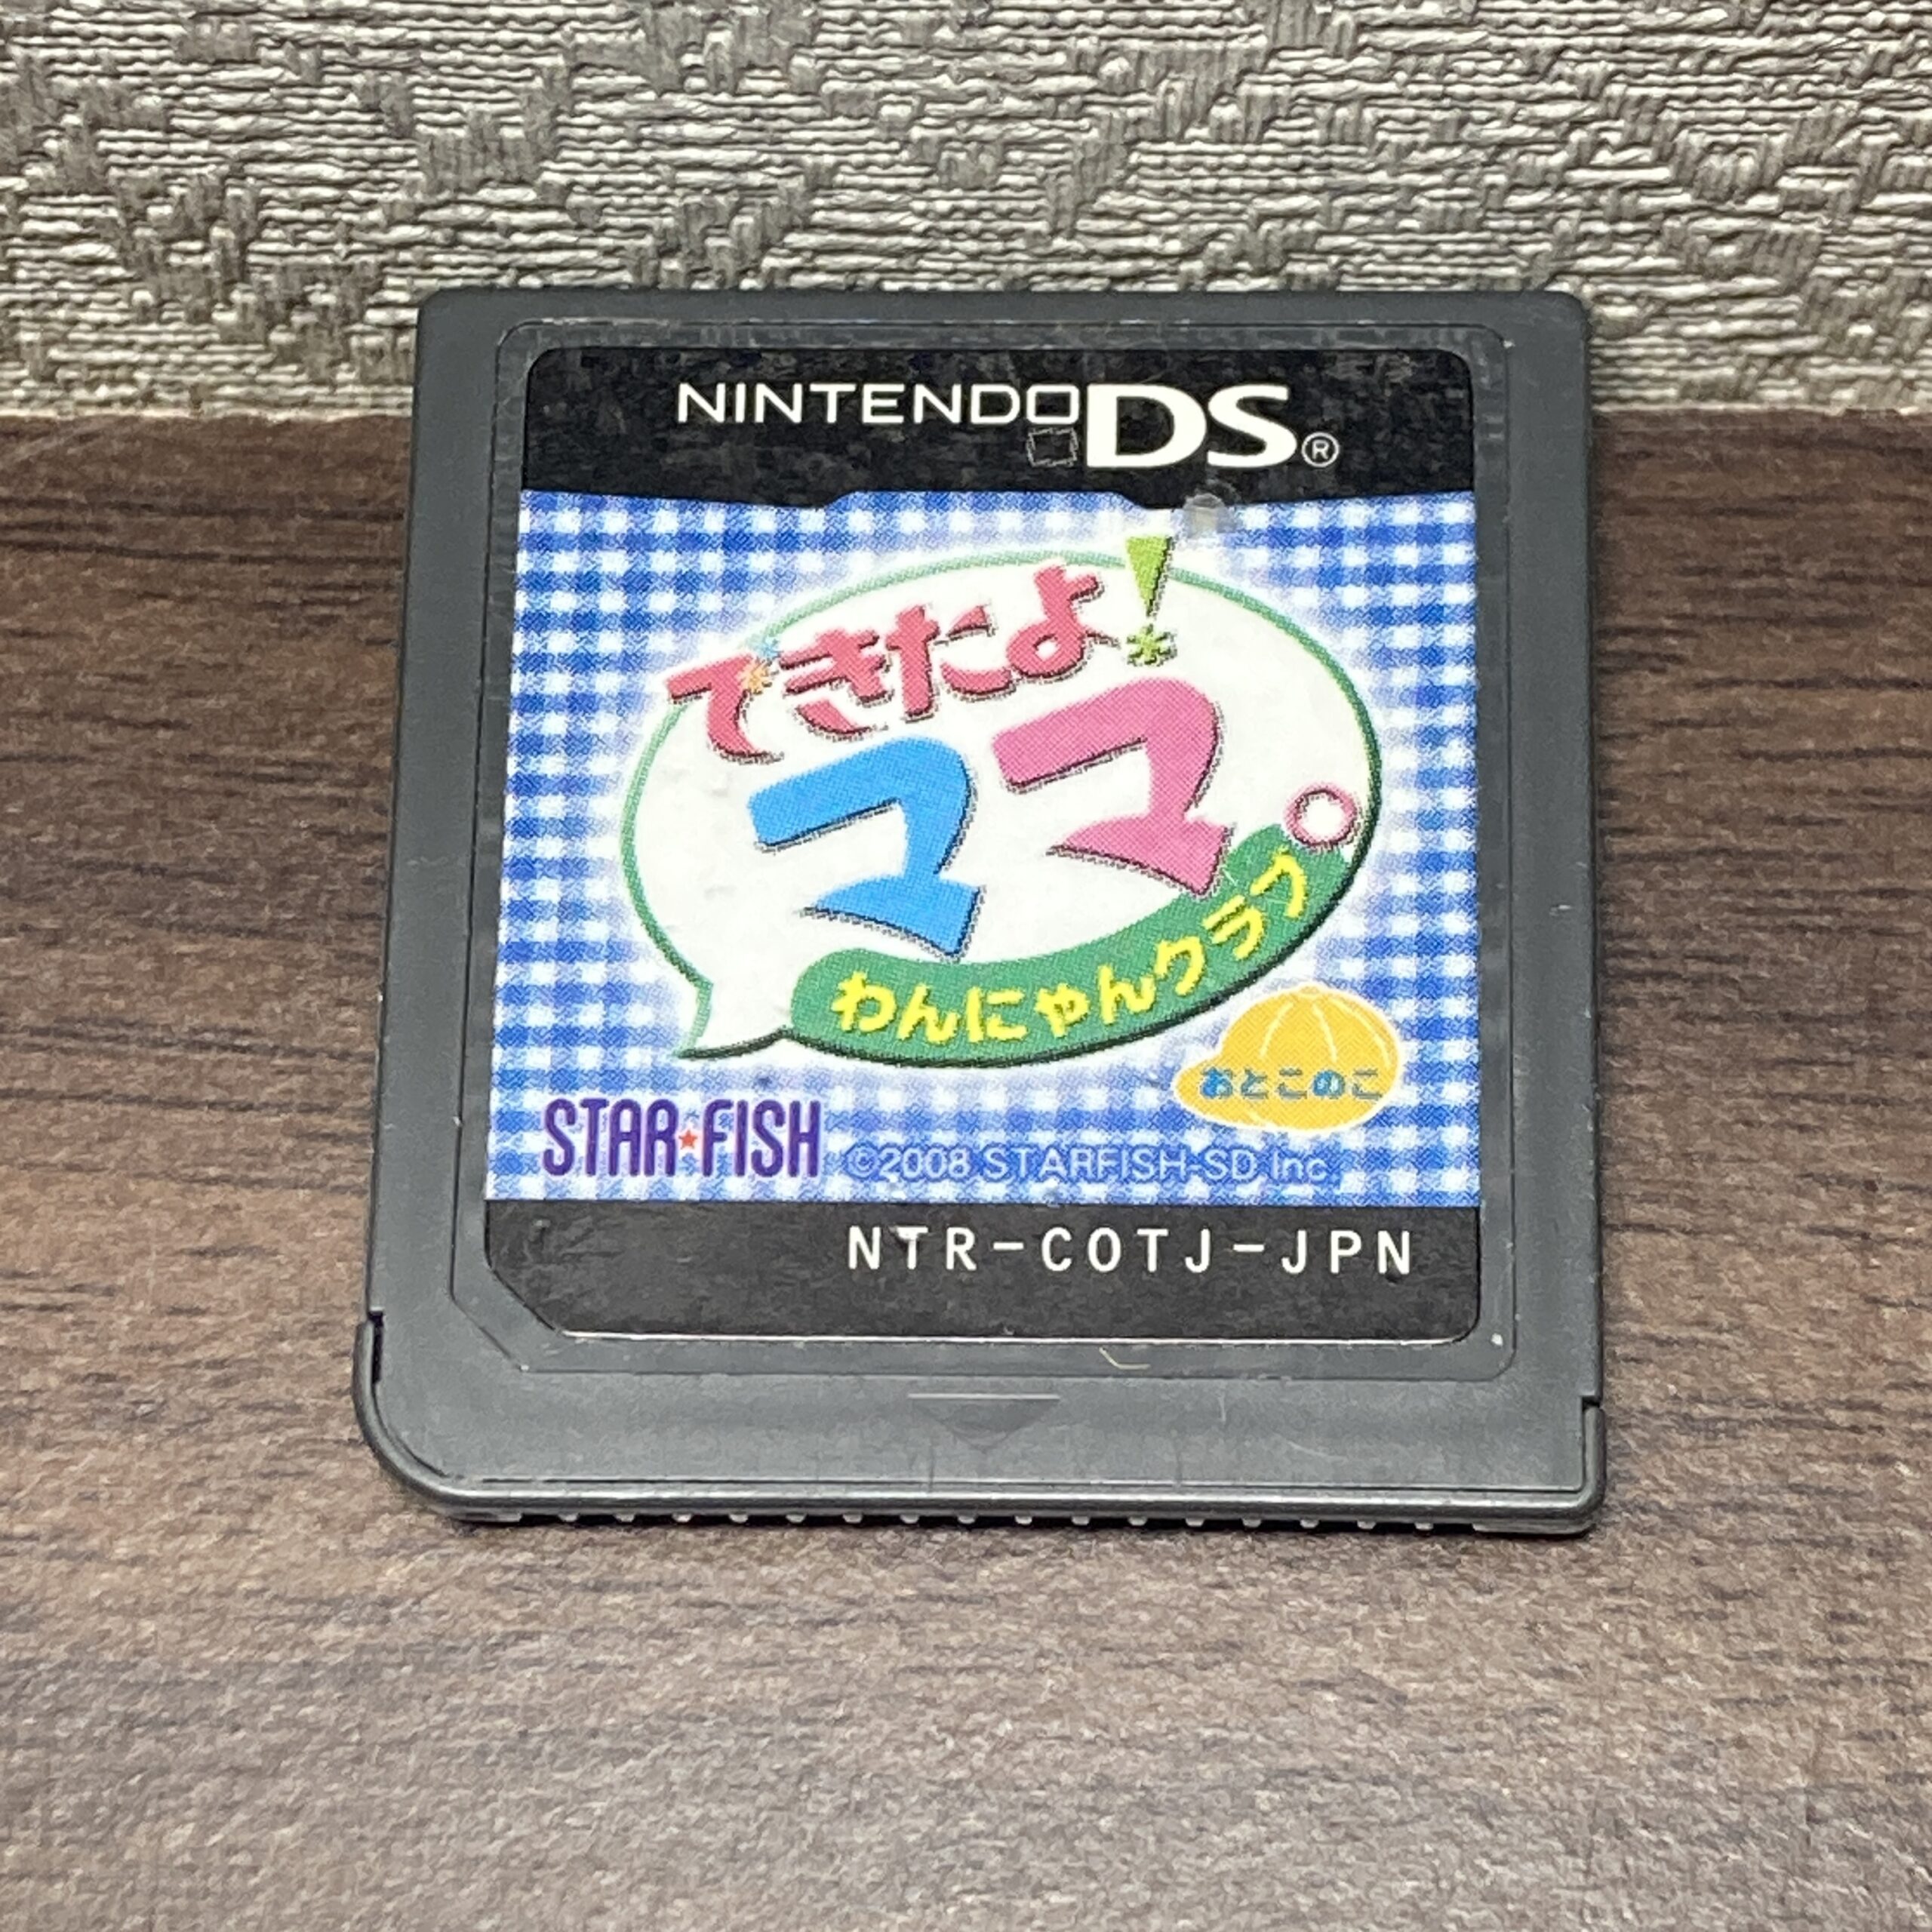 NINTENDO DS®
できたよ!
ママ。
わんにゃんクラブ
おとこのこ
STAR★FISH ©2008 STARFISH-SD Inc.
NTR-COTJ-JPN